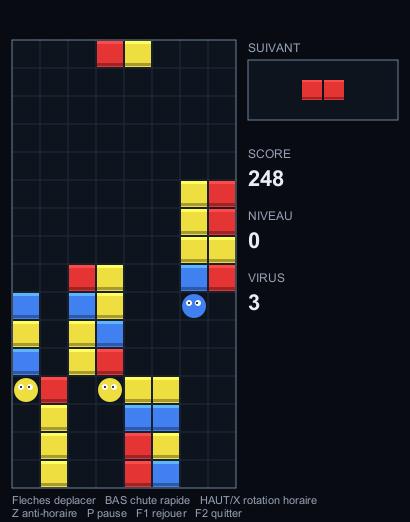 SUIVANT
SCORE
248
NIVEAU
0
VIRUS
3
Fleches deplacer   BAS chute rapide   HAUT/X rotation horaire
Z anti-horaire   P pause   F1 rejouer   F2 quitter